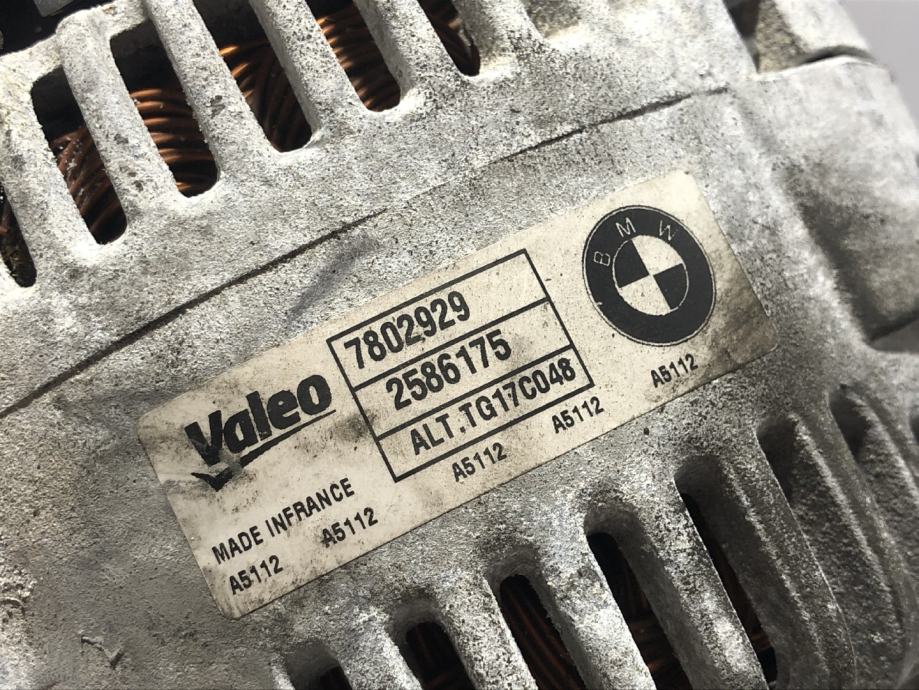 BMW
7802929
2586175
ALT.TG17C048
Valeo
MADE INFRANCE
A5112 A5112 A5112 A5112 A5112